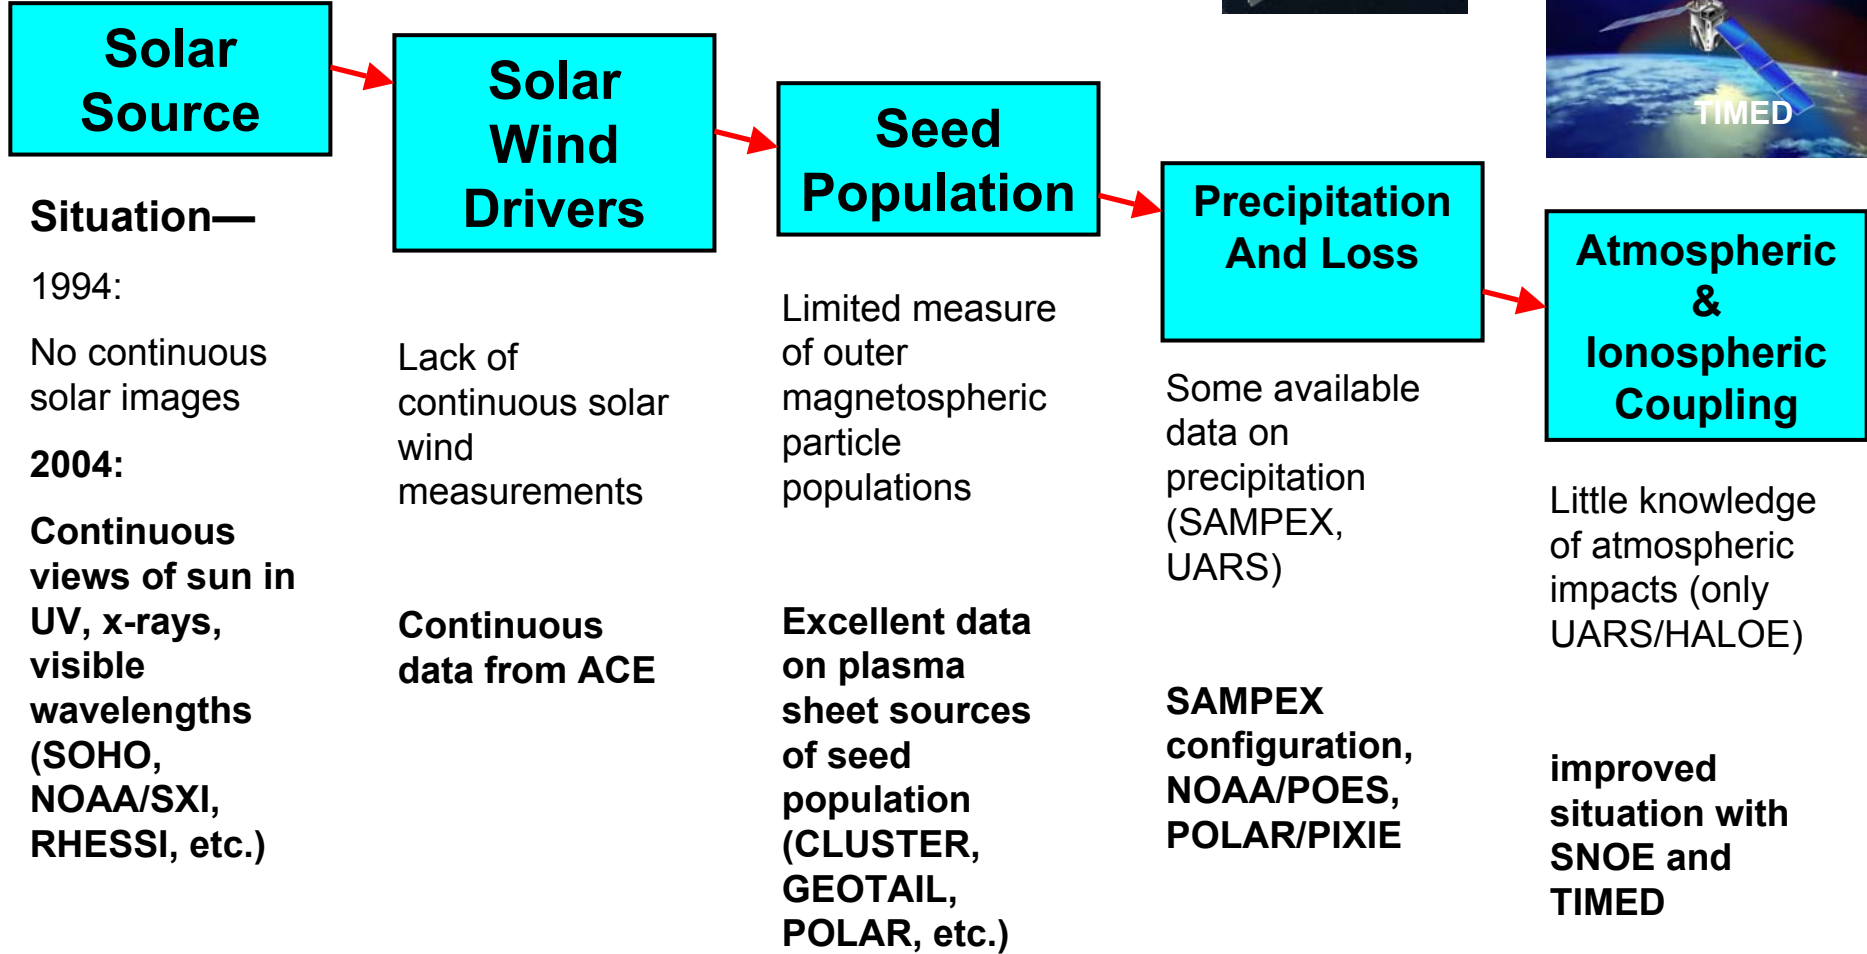 Solar
Source
Situation—
1994:
No continuous
solar images
2004:
Continuous
views of sun in
UV, x-rays,
visible
wavelengths
(SOHO,
NOAA/SXI,
RHESSI, etc.)
Solar
Wind
Drivers
Lack of
continuous solar
wind
measurements
Continuous
data from ACE
Seed
Population
Limited measure
of outer
magnetospheric
particle
populations
Excellent data
on plasma
sheet sources
of seed
population
(CLUSTER,
GEOTAIL,
POLAR, etc.)
Precipitation
And Loss
Some available
data on
precipitation
(SAMPEX,
UARS)
SAMPEX
configuration,
NOAA/POES,
POLAR/PIXIE
TIMED
Atmospheric
&
Ionospheric
Coupling
Little knowledge
of atmospheric
impacts (only
UARS/HALOE)
improved
situation with
SNOE and
TIMED